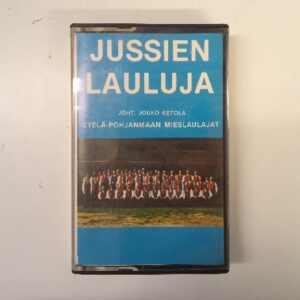 JUSSIEN
LAULUJA
JOHT. JOUKO KETOLA
ETELÄ-POHJANMAAN MIESLAULAJAT